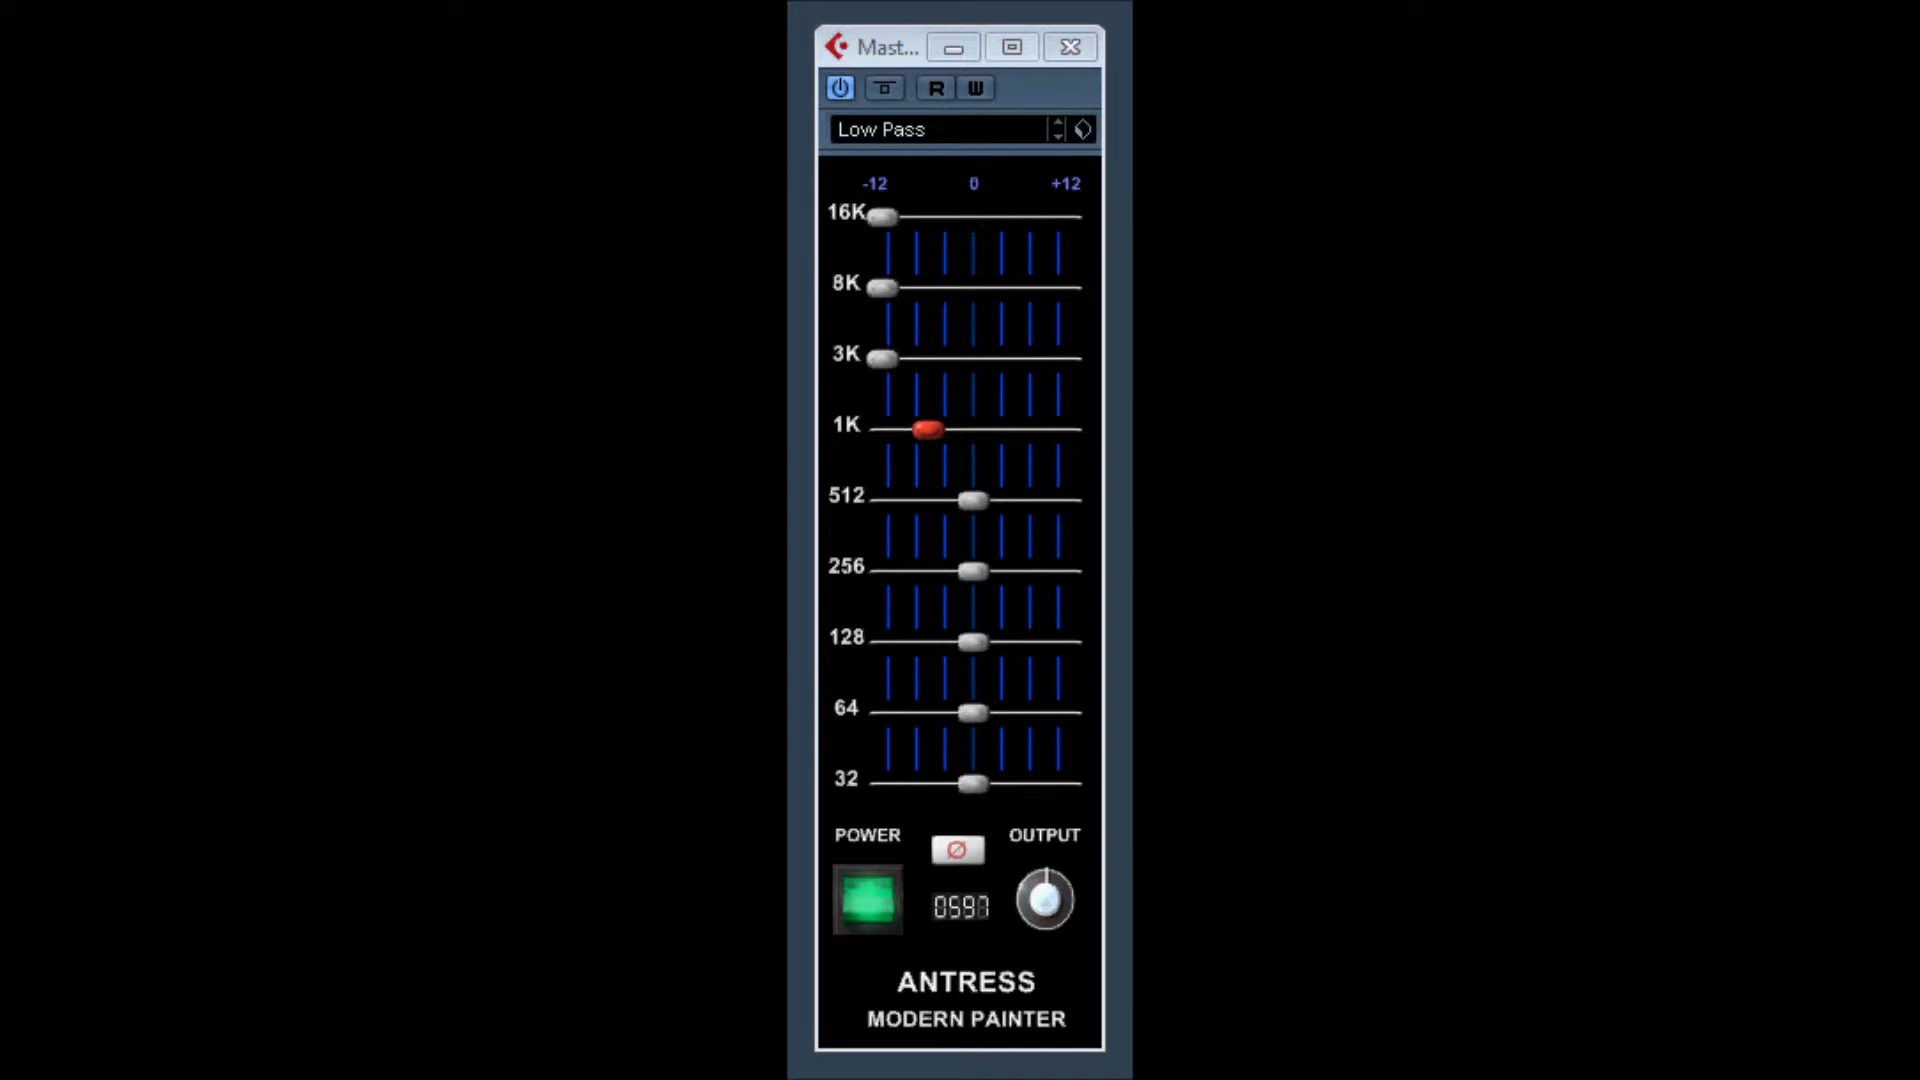 Mast...
R W
Low Pass
-12 0 +12
16K
8K
3K
1K
512
256
128
64
32
POWER OUTPUT
ANTRESS
MODERN PAINTER